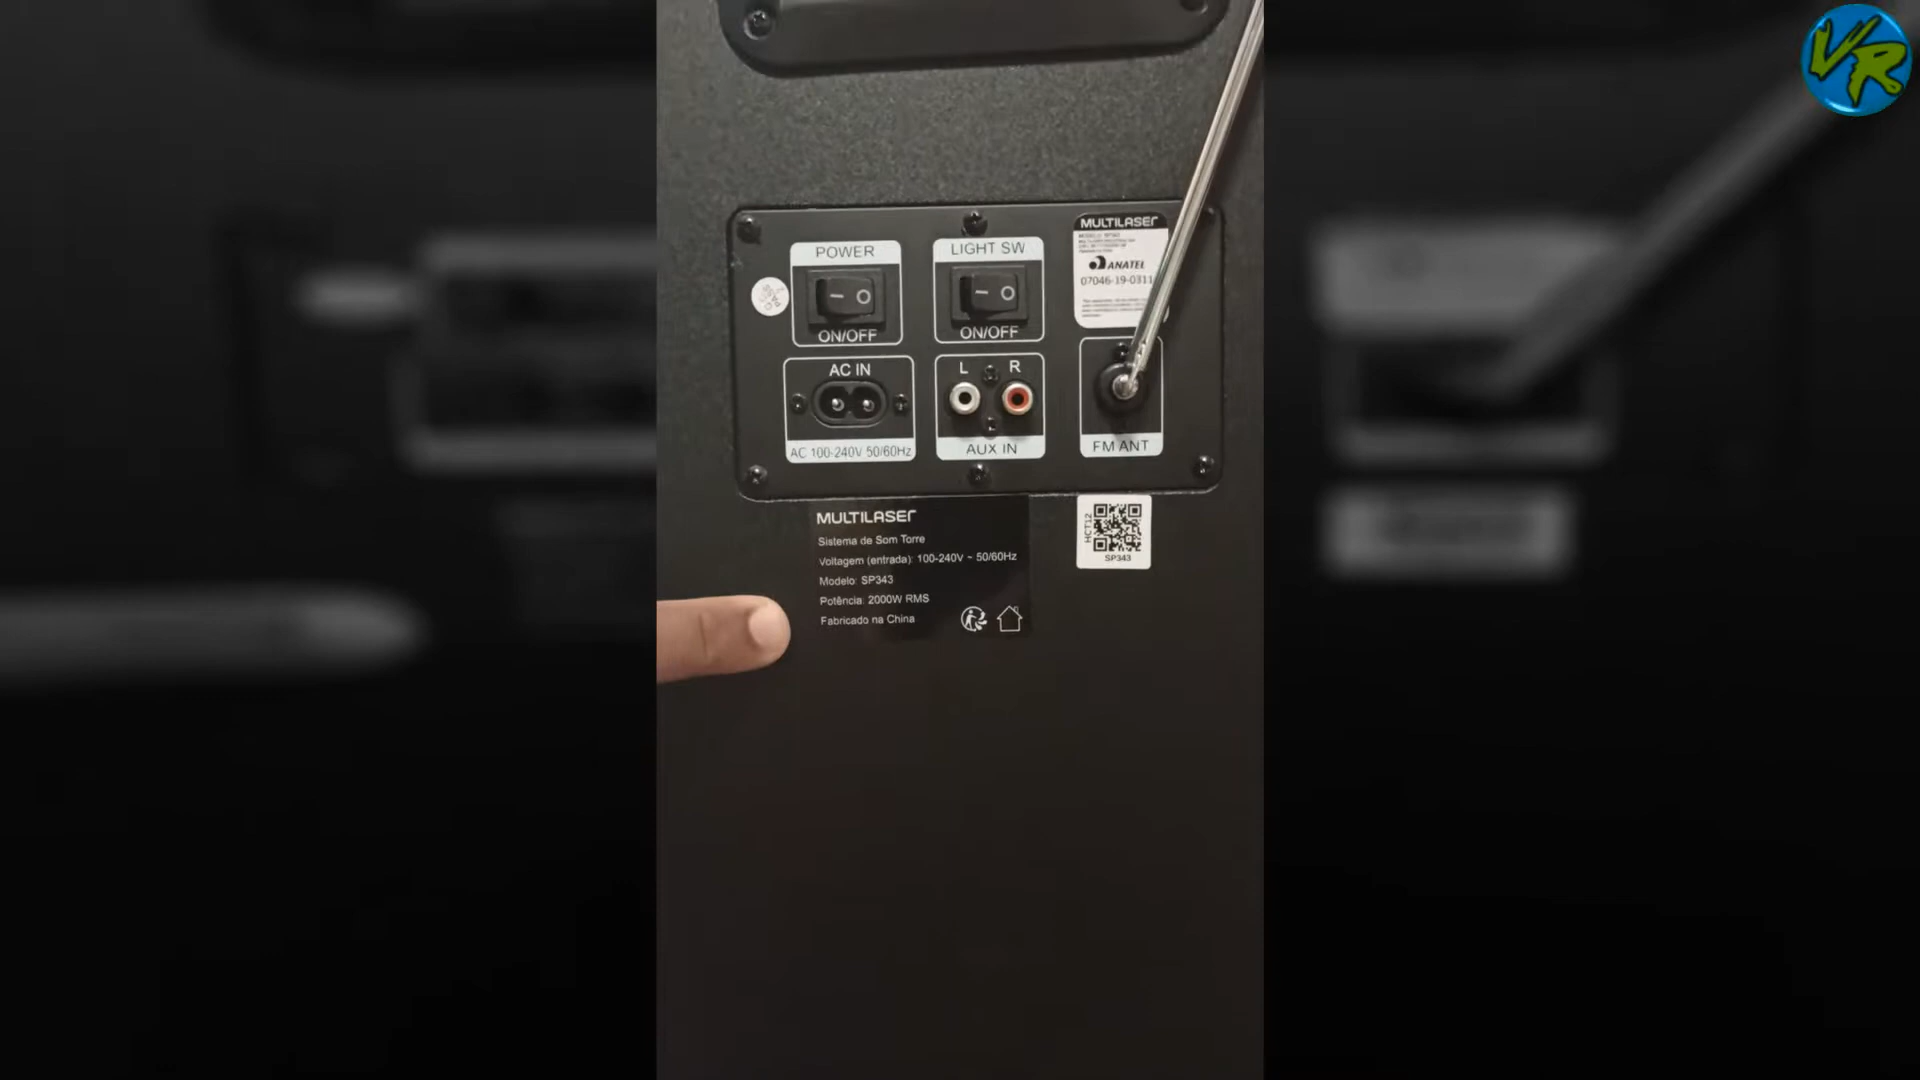 VR
POWER
ON/OFF
LIGHT SW
ON/OFF
MULTILASER
ANATEL
07046-19-0311
AC IN
AC 100-240V 50/60Hz
L R
AUX IN
FM ANT
MULTILASER
Sistema de Som Torre
Voltagem (entrada): 100-240V ~ 50/60Hz
Modelo: SP343
Potência: 2000W RMS
Fabricado na China
HCT12
SP343